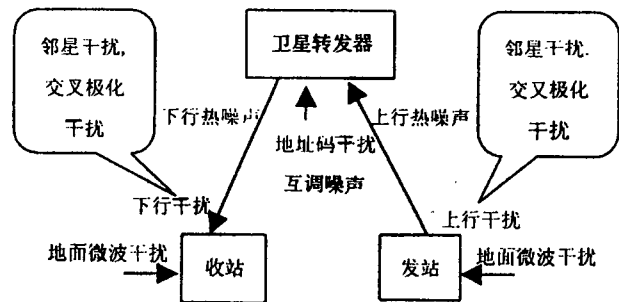 邻星干扰,
交叉极化
干扰
卫星转发器
邻星干扰.
交叉极化
干扰
下行热噪声
上行热噪声
地址码干扰
互调噪声
下行干扰
上行干扰
地面微波干扰
收站
发站
地面微波干扰